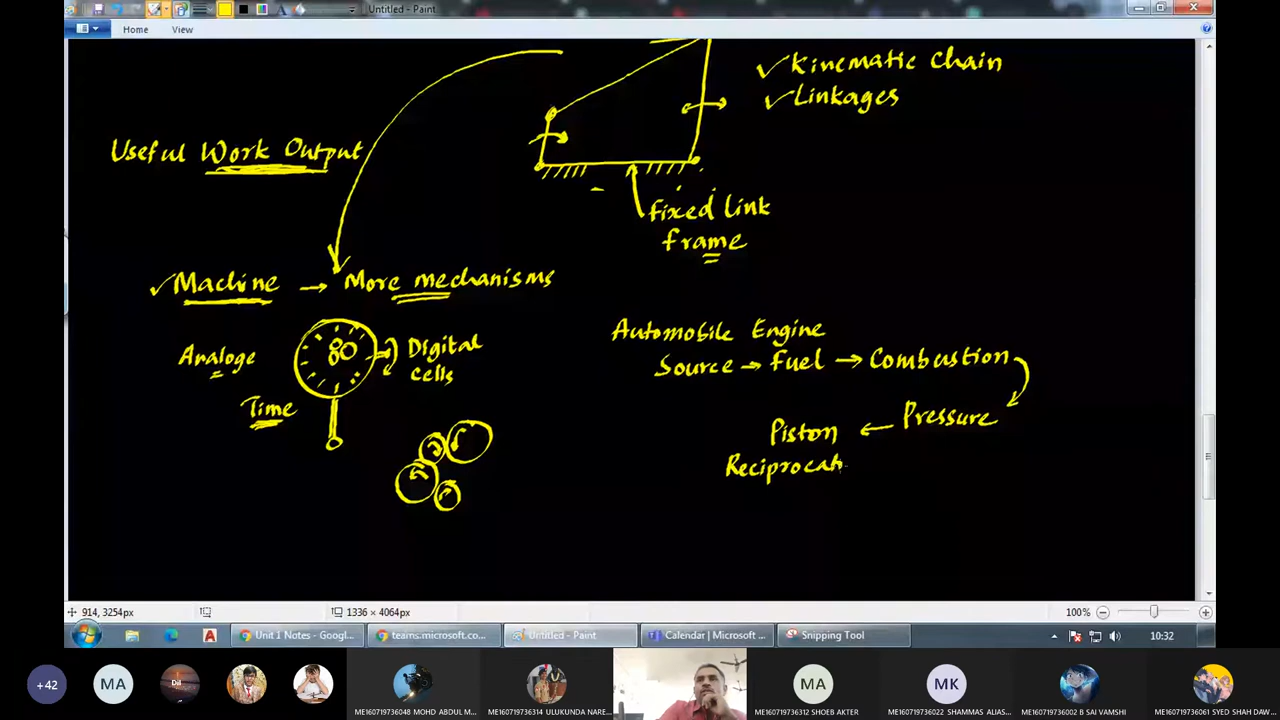 Untitled - Paint
Home View
✓ Kinematic Chain
✓ Linkages
Useful Work Output
fixed link
frame
✓ Machine → More mechanisms
Analoge
80
Digital
cells
Time
Automobile Engine
Source → Fuel → Combustion
Piston ← Pressure
Reciprocati
914, 3254px
1336 × 4064px
100%
Unit 1 Notes - Googl...
teams.microsoft.co...
Untitled - Paint
Calendar | Microsoft ...
Snipping Tool
10:32
+42
MA
Dil
MA
MK
ME160719736048 MOHD ABDUL M...
ME160719736314 ULUKUNDA NARE...
ME160719736312 SHOEB AKTER
ME160719736022 SHAMMAS ALIAS...
ME160719736002 B SAI VAMSHI
ME160719736061 SYED SHAH DAW...